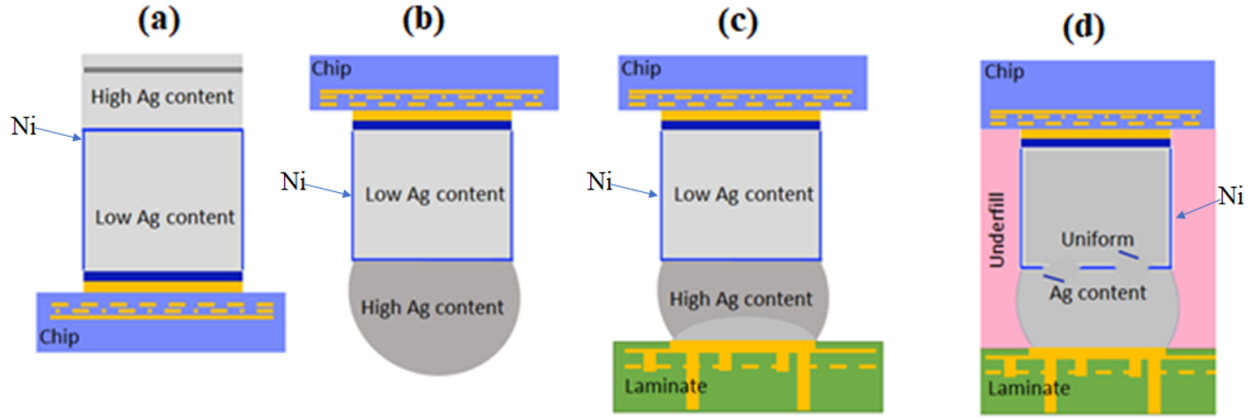 (a)
High Ag content
Ni
Low Ag content
Chip
(b)
Chip
Ni
Low Ag content
High Ag content
(c)
Chip
Ni
Low Ag content
High Ag content
Laminate
(d)
Chip
Ni
Underfill
Uniform
Ag content
Laminate